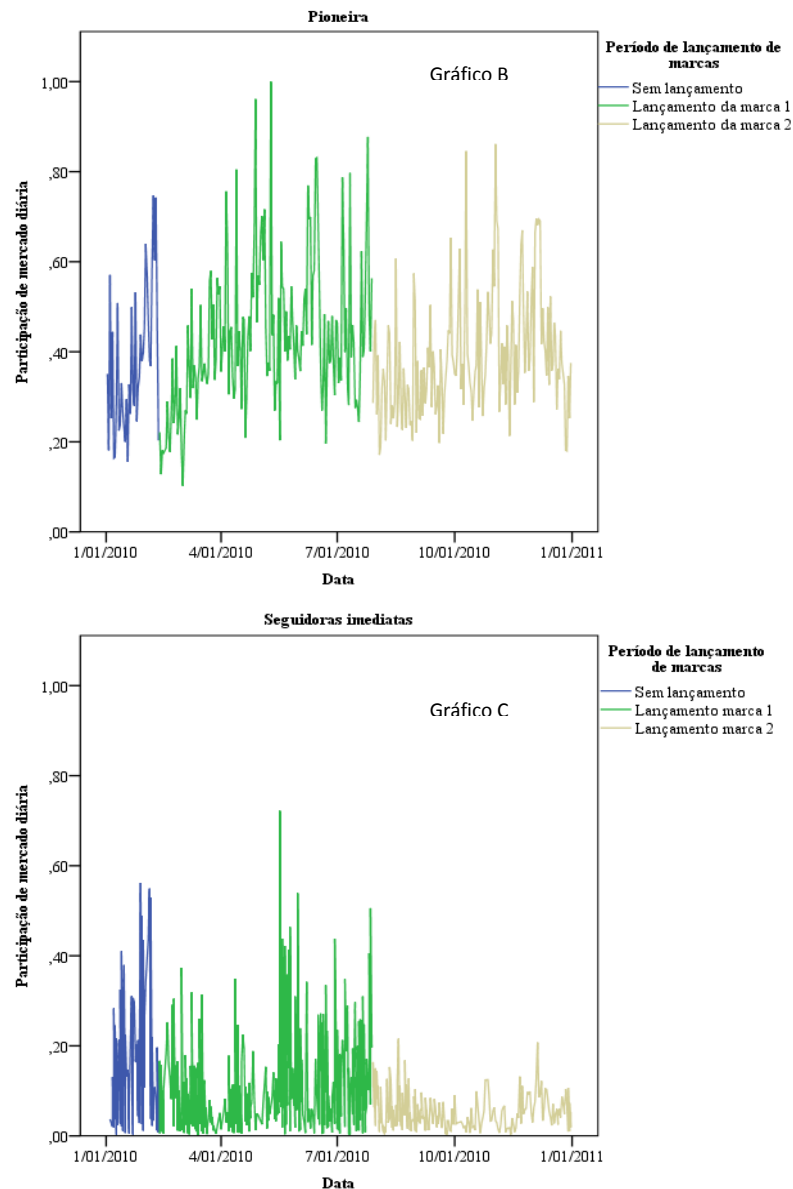 Pioneira
Gráfico B
Período de lançamento de
marcas
Sem lançamento
Lançamento da marca 1
Lançamento da marca 2
Participação de mercado diária
1,00
,80
,60
,40
,20
,00
1/01/2010
4/01/2010
7/01/2010
10/01/2010
1/01/2011
Data
Seguidoras imediatas
Gráfico C
Período de lançamento
de marcas
Sem lançamento
Lançamento marca 1
Lançamento marca 2
Participação de mercado diária
1,00
,80
,60
,40
,20
,00
1/01/2010
4/01/2010
7/01/2010
10/01/2010
1/01/2011
Data